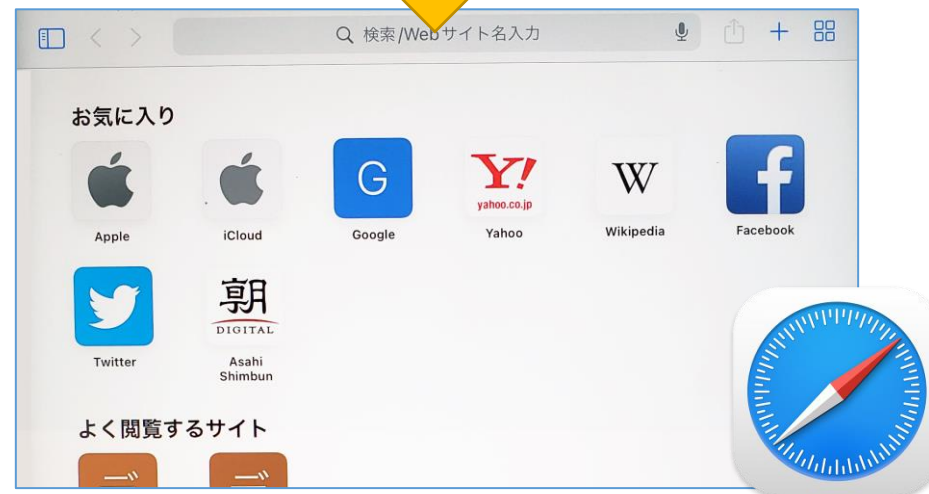 検索/Webサイト名入力
お気に入り
G
Y!
yahoo.co.jp
W
f
Apple
iCloud
Google
Yahoo
Wikipedia
Facebook
朝
DIGITAL
Twitter
Asahi
Shimbun
よく閲覧するサイト